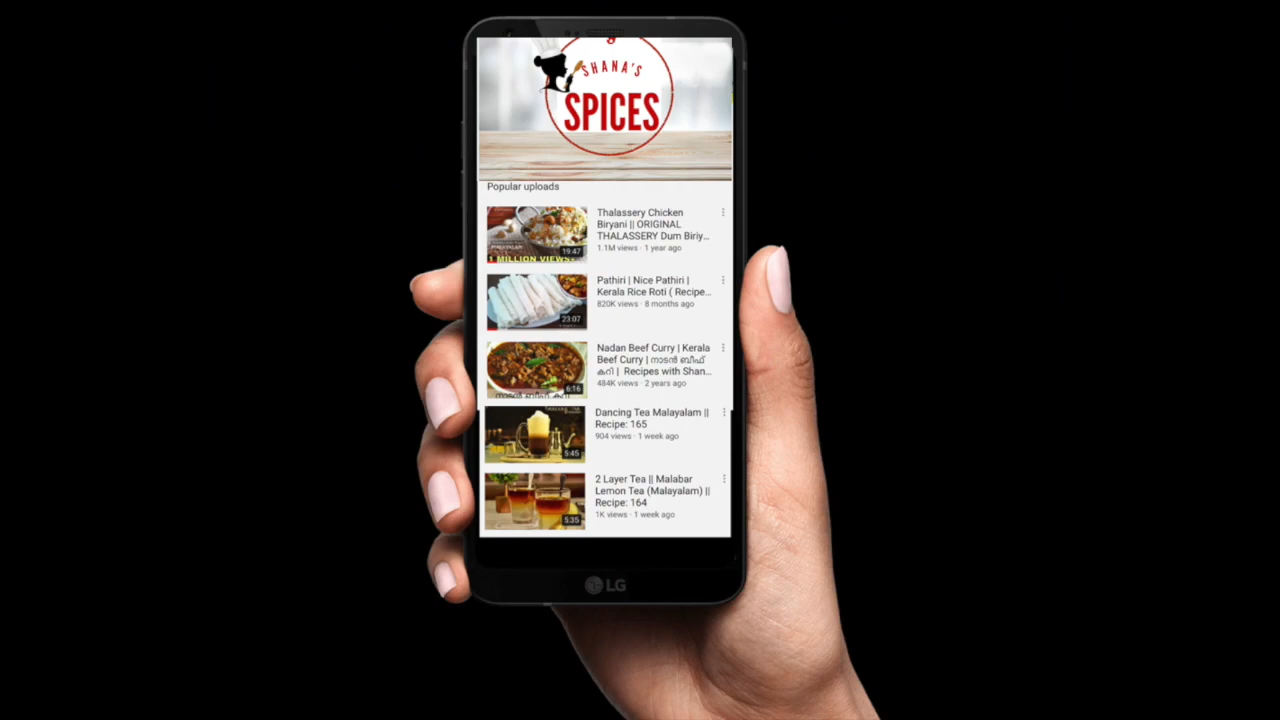 SHANA'S
SPICES
Popular uploads
Thalassery Chicken
Biryani || ORIGINAL
THALASSERY Dum Biriy...
1.1M views · 1 year ago
19:47
1 MILLION VIEWS
Pathiri | Nice Pathiri |
Kerala Rice Roti ( Recipe...
820K views · 8 months ago
23:07
Nadan Beef Curry | Kerala
Beef Curry | നാടൻ ബീഫ്
കറി | Recipes with Shan...
484K views · 2 years ago
6:16
നാടൻ ബീഫ് കറി
Dancing Tea Malayalam ||
Recipe: 165
904 views · 1 week ago
5:45
2 Layer Tea || Malabar
Lemon Tea (Malayalam) ||
Recipe: 164
1K views · 1 week ago
5:35
LG